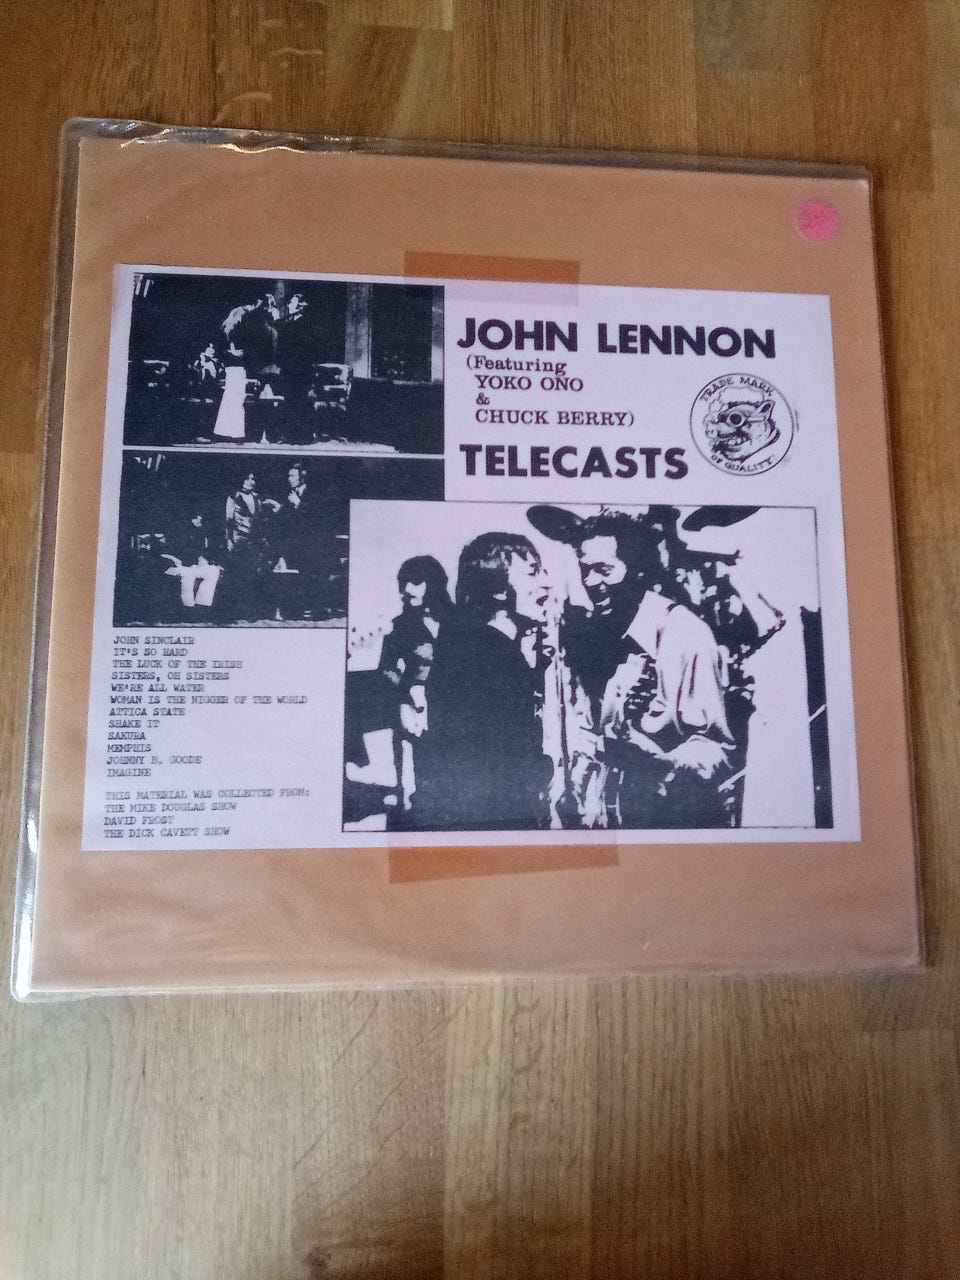 JOHN LENNON
(Featuring
YOKO ONO
&
CHUCK BERRY)
TELECASTS
TRADE MARK
OF QUALITY
JOHN SINCLAIR
IT'S SO HARD
THE LUCK OF THE IRISH
SISTERS, OH SISTERS
WE'RE ALL WATER
WOMAN IS THE NIGGER OF THE WORLD
ATTICA STATE
SHAKE IT
SAKURA
MEMPHIS
JOHNNY B. GOODE
IMAGINE
THIS MATERIAL WAS COLLECTED FROM:
THE MIKE DOUGLAS SHOW
DAVID FROST
THE DICK CAVETT SHOW